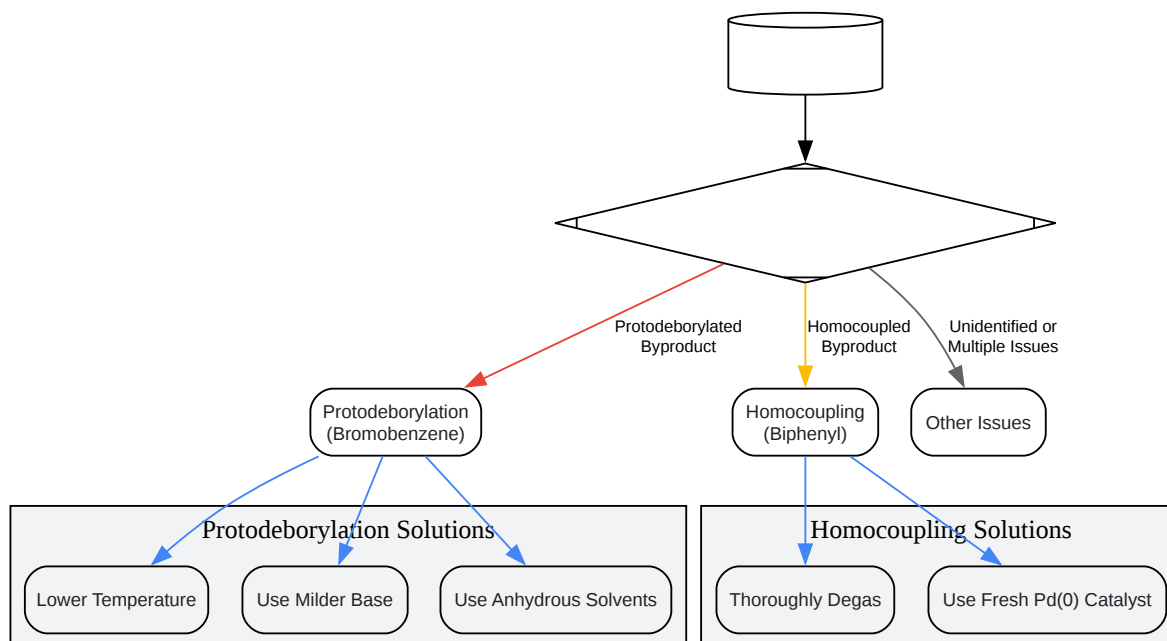 Protodeborylated
Byproduct
Homocoupled
Byproduct
Unidentified or
Multiple Issues
Protodeborylation
(Bromobenzene)
Homocoupling
(Biphenyl)
Other Issues
Protodeborylation Solutions
Homocoupling Solutions
Lower Temperature
Use Milder Base
Use Anhydrous Solvents
Thoroughly Degas
Use Fresh Pd(0) Catalyst